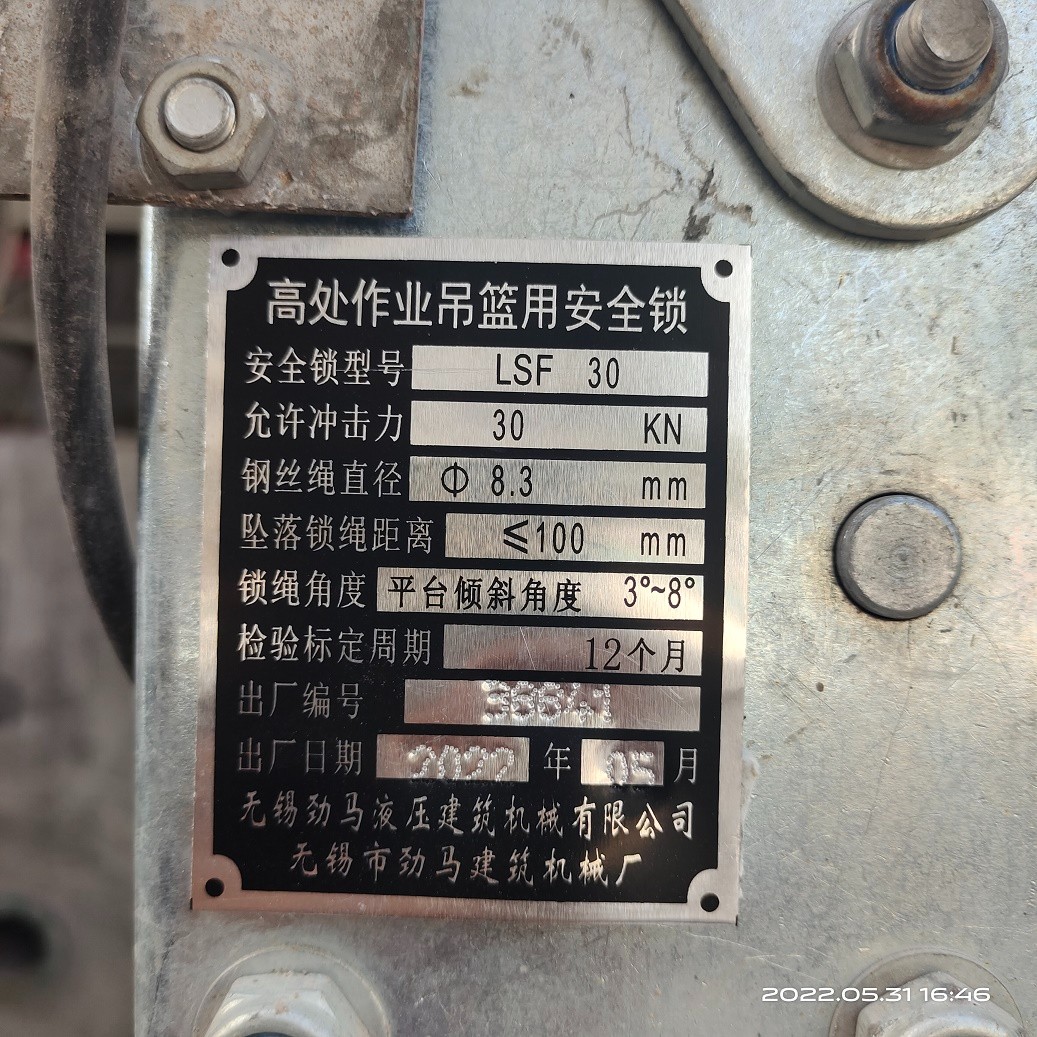 高处作业吊篮用安全锁
安全锁型号 LSF 30
允许冲击力 30 KN
钢丝绳直径 Φ 8.3 mm
坠落锁绳距离 ≤100 mm
锁绳角度 平台倾斜角度 3°~8°
检验标定周期 12个月
出厂编号
出厂日期 2022 年 05 月
无锡劲马液压建筑机械有限公司
无锡市劲马建筑机械厂
2022.05.31 16:46